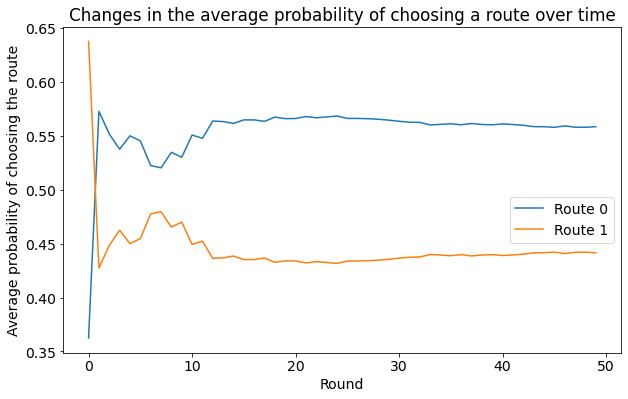 Changes in the average probability of choosing a route over time
Average probability of choosing the route
0.65
0.60
0.55
0.50
0.45
0.40
0.35
Route 0
Route 1
0 10 20 30 40 50
Round